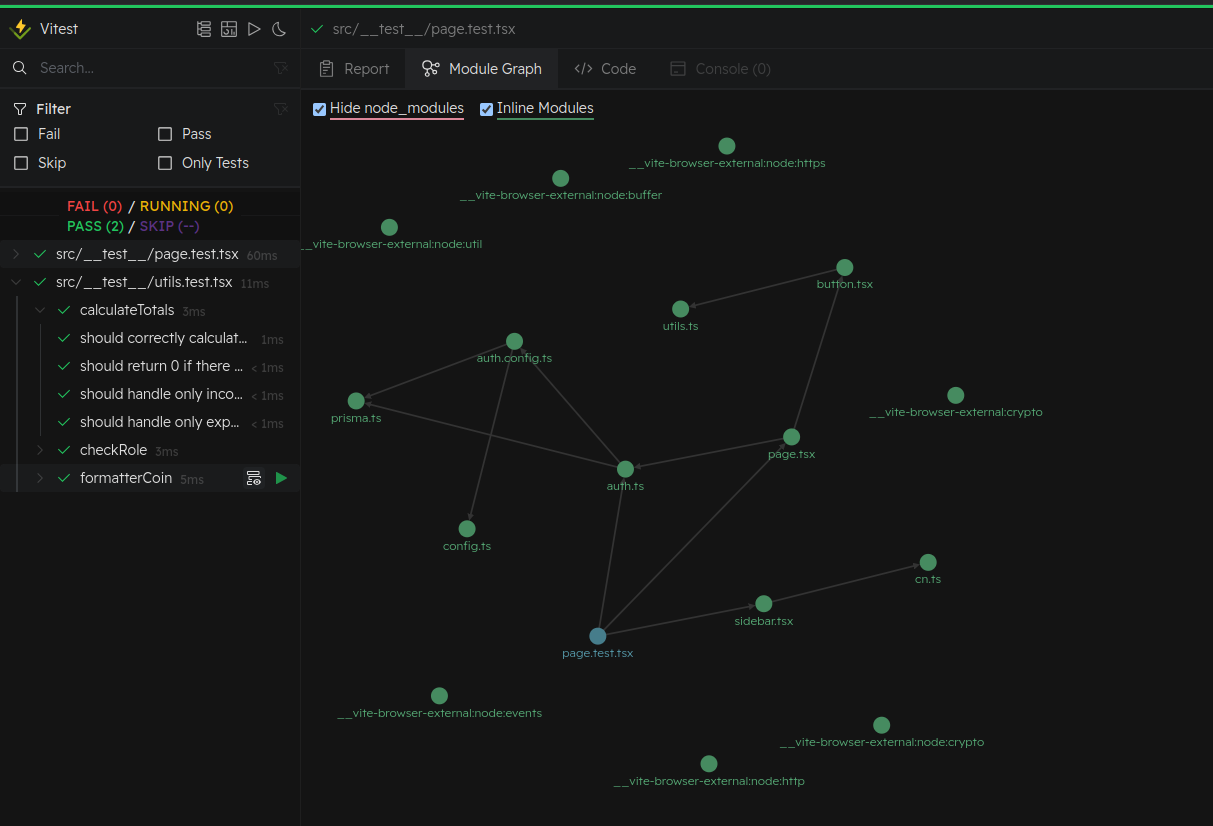 Vitest
src/__test__/page.test.tsx
Search...
Report
Module Graph
Code
Console (0)
Filter
Fail
Pass
Skip
Only Tests
FAIL (0) / RUNNING (0)
PASS (2) / SKIP (--)
src/__test__/page.test.tsx 60ms
src/__test__/utils.test.tsx 11ms
calculateTotals 3ms
should correctly calculat... 1ms
should return 0 if there ... < 1ms
should handle only inco... < 1ms
should handle only exp... < 1ms
checkRole 3ms
formatterCoin 5ms
Hide node_modules
Inline Modules
__vite-browser-external:node:https
__vite-browser-external:node:buffer
__vite-browser-external:node:util
button.tsx
utils.ts
auth.config.ts
prisma.ts
__vite-browser-external:crypto
page.tsx
auth.ts
config.ts
cn.ts
sidebar.tsx
page.test.tsx
__vite-browser-external:node:events
__vite-browser-external:node:crypto
__vite-browser-external:node:http